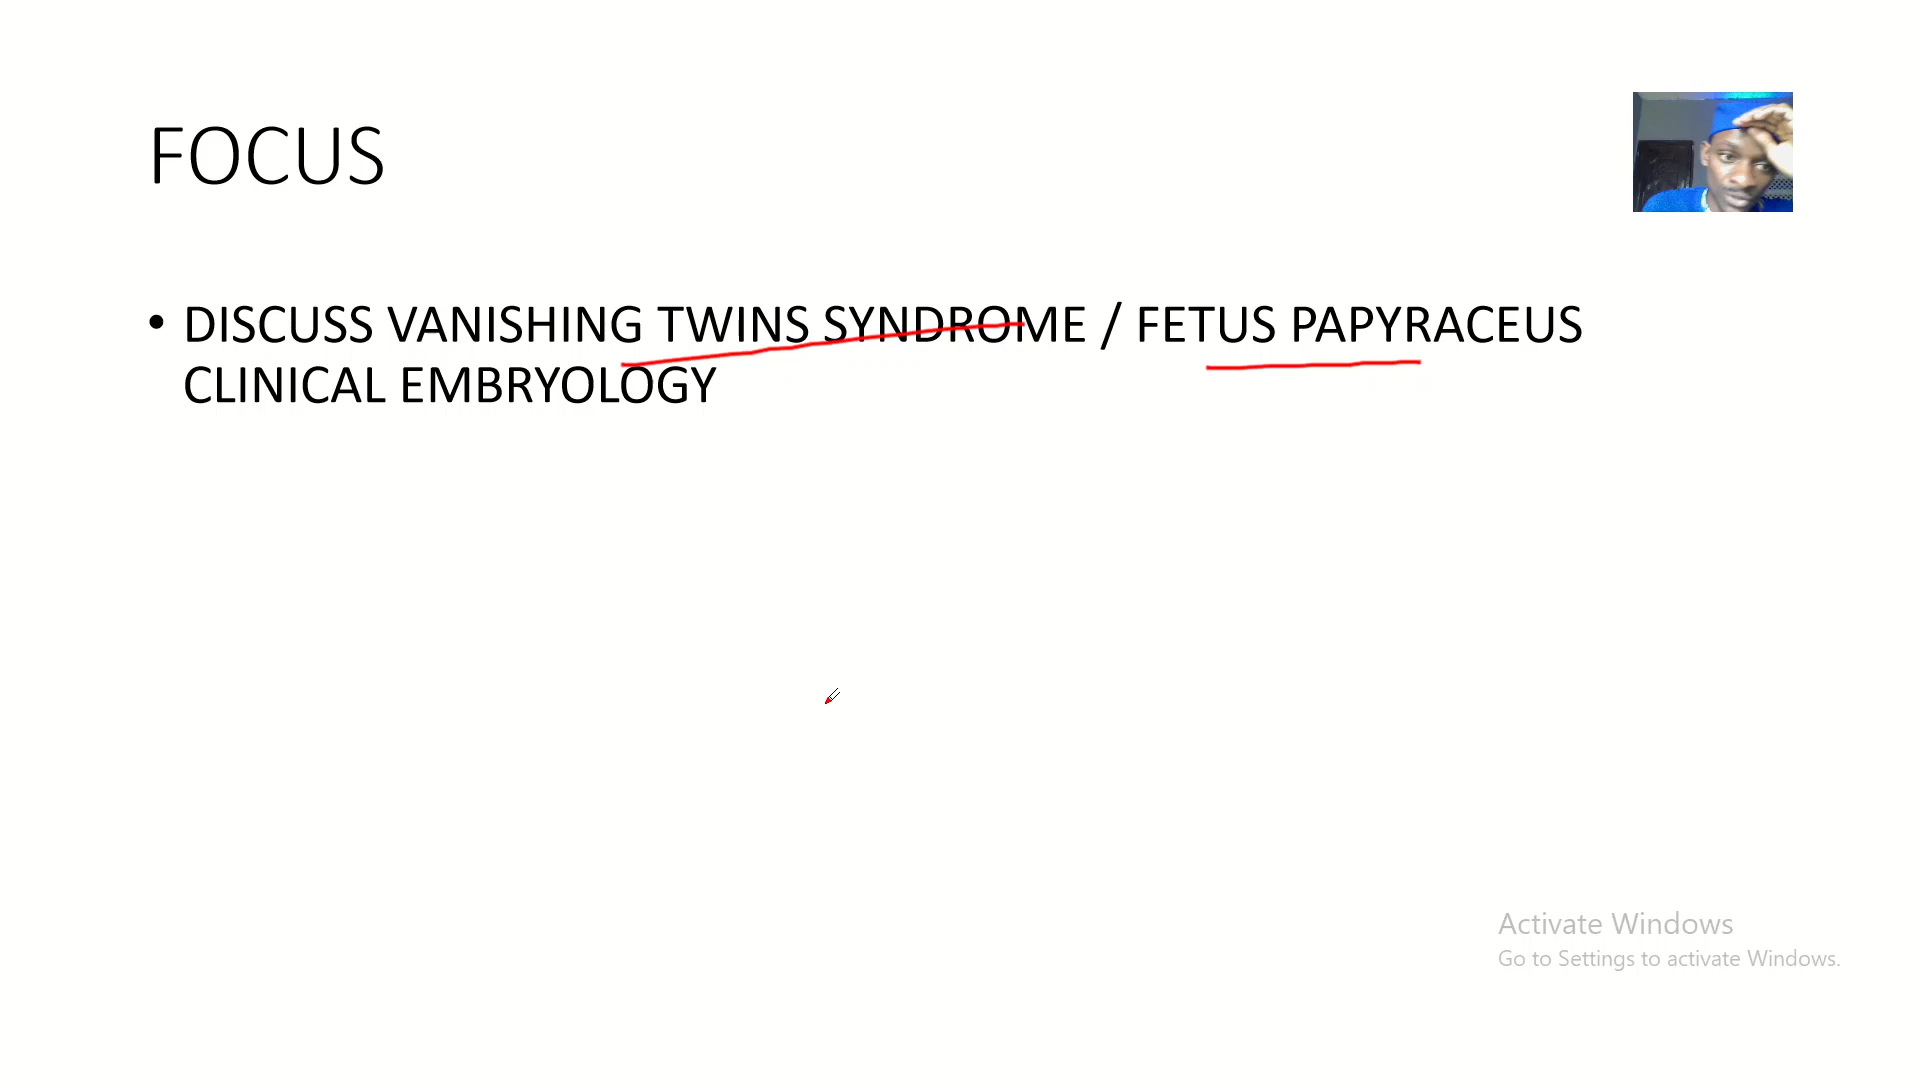 FOCUS
• DISCUSS VANISHING TWINS SYNDROME / FETUS PAPYRACEUS
CLINICAL EMBRYOLOGY
Activate Windows
Go to Settings to activate Windows.